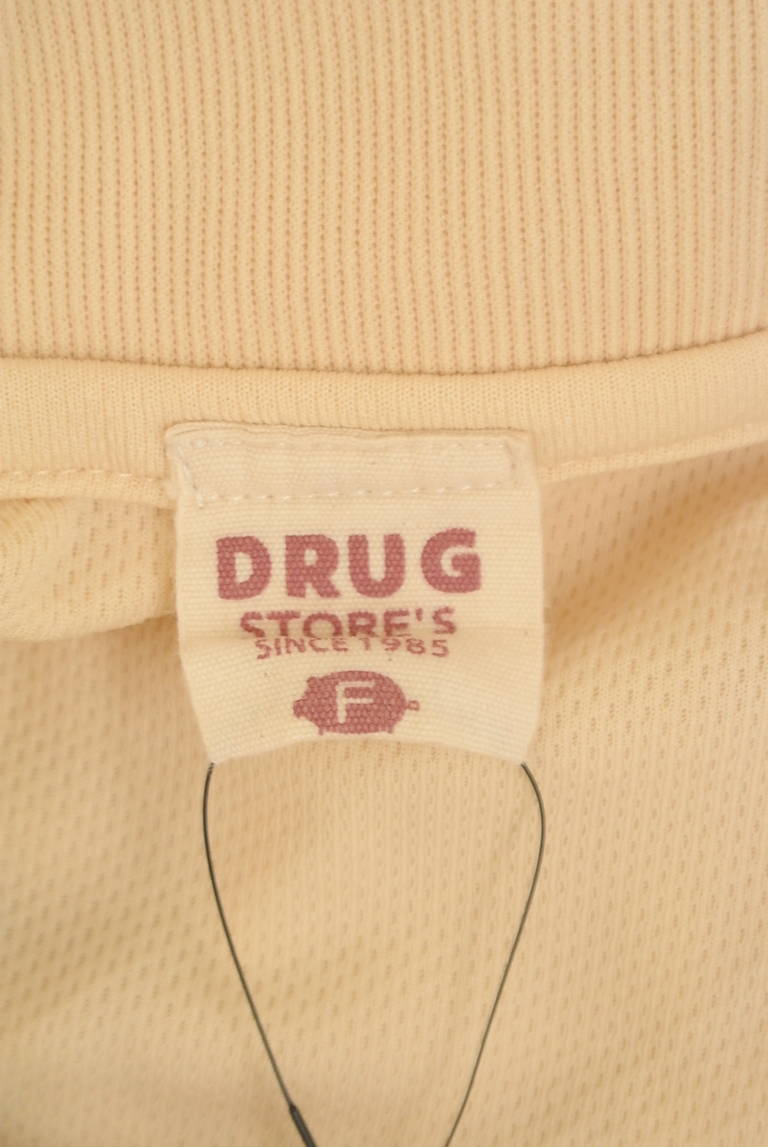 DRUG
STORE'S
SINCE 1985
F